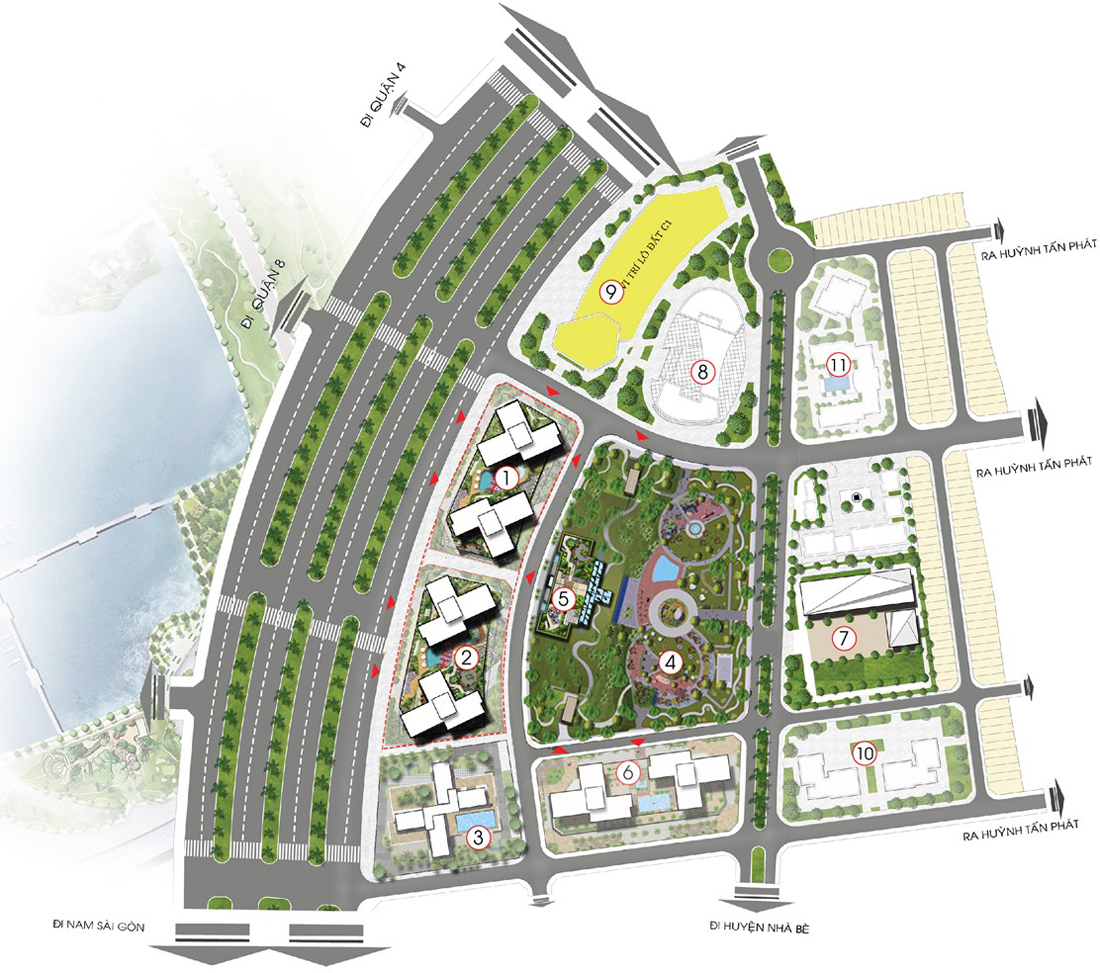 ĐI QUẬN 4
ĐI QUẬN 8
VỊ TRÍ LÔ ĐẤT C1
9
8
11
RA HUỲNH TẤN PHÁT
RA HUỲNH TẤN PHÁT
1
2
5
4
7
6
10
3
RA HUỲNH TẤN PHÁT
ĐI NAM SÀI GÒN
ĐI HUYỆN NHÀ BÈ